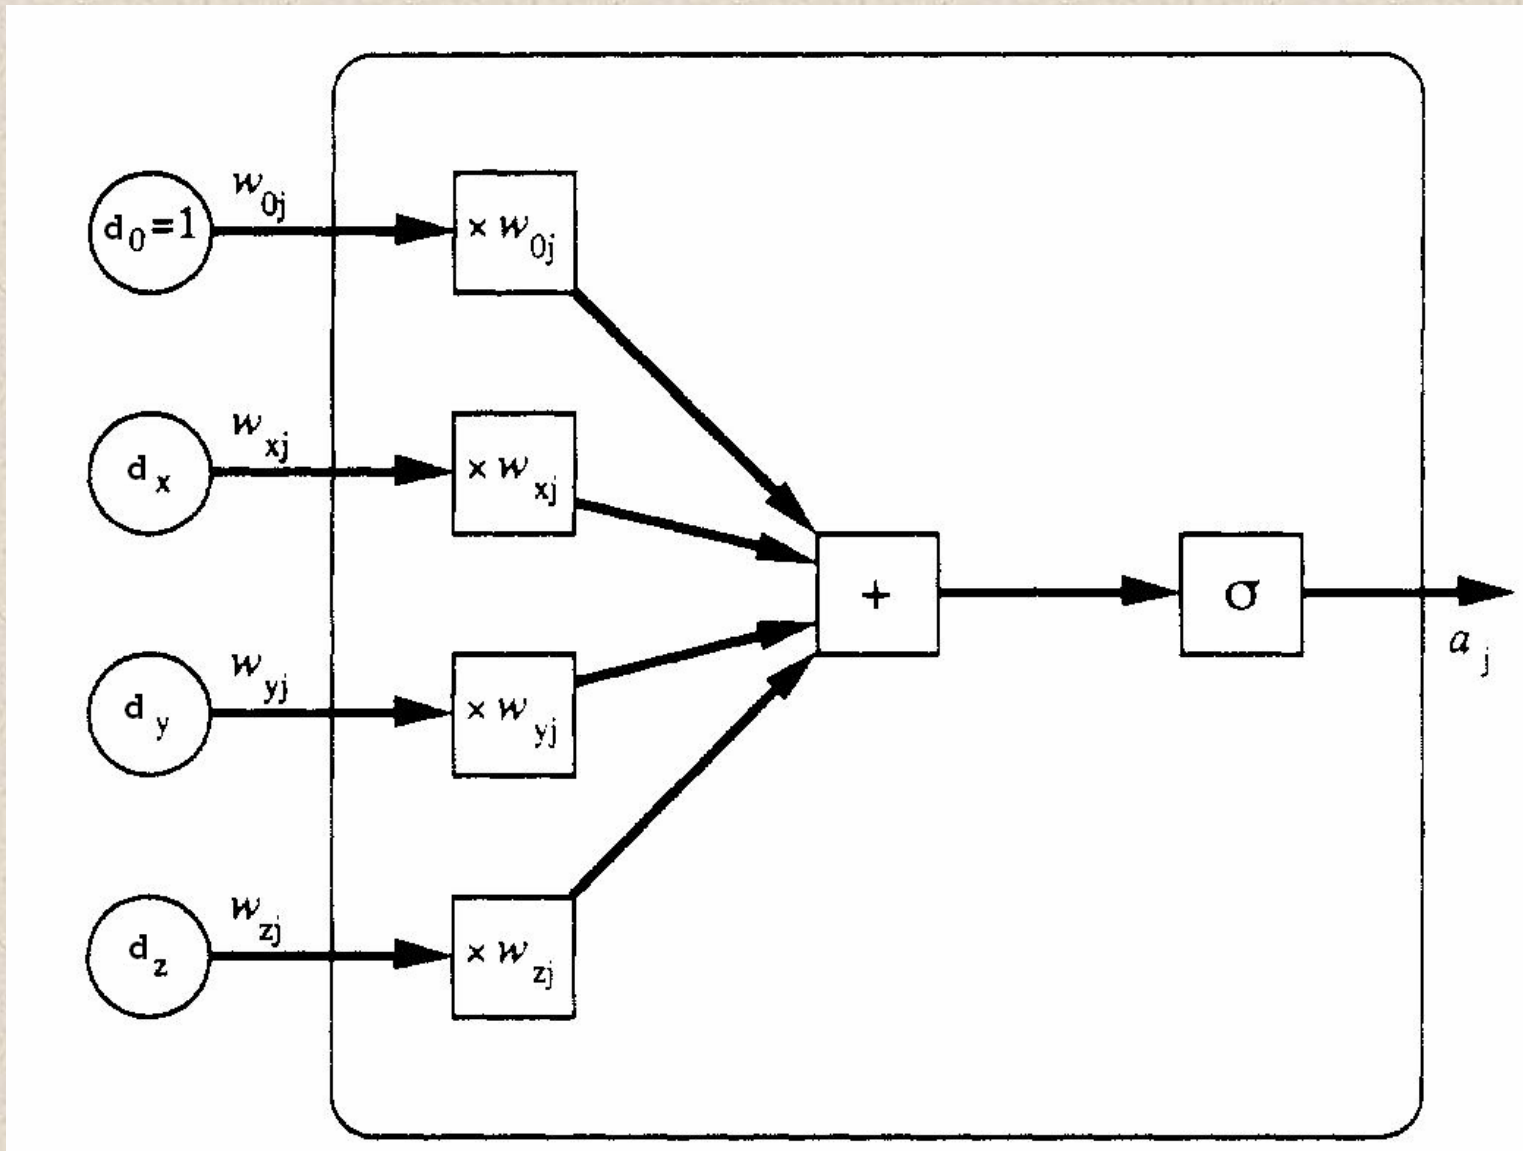 w0j
d0=1
× w0j
wxj
dx
× wxj
+
σ
aj
wyj
dy
× wyj
wzj
dz
× wzj